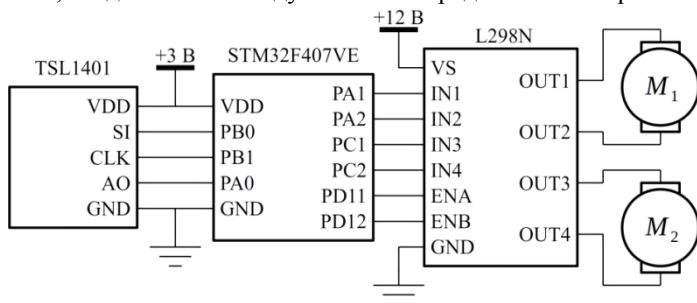 +12 В
L298N
+3 В
STM32F407VE
TSL1401
VS
OUT1
M1
VDD
VDD
PA1
IN1
SI
PB0
PA2
IN2
OUT2
CLK
PB1
PC1
IN3
AO
PA0
PC2
IN4
OUT3
GND
GND
PD11
ENA
PD12
ENB
OUT4
M2
GND